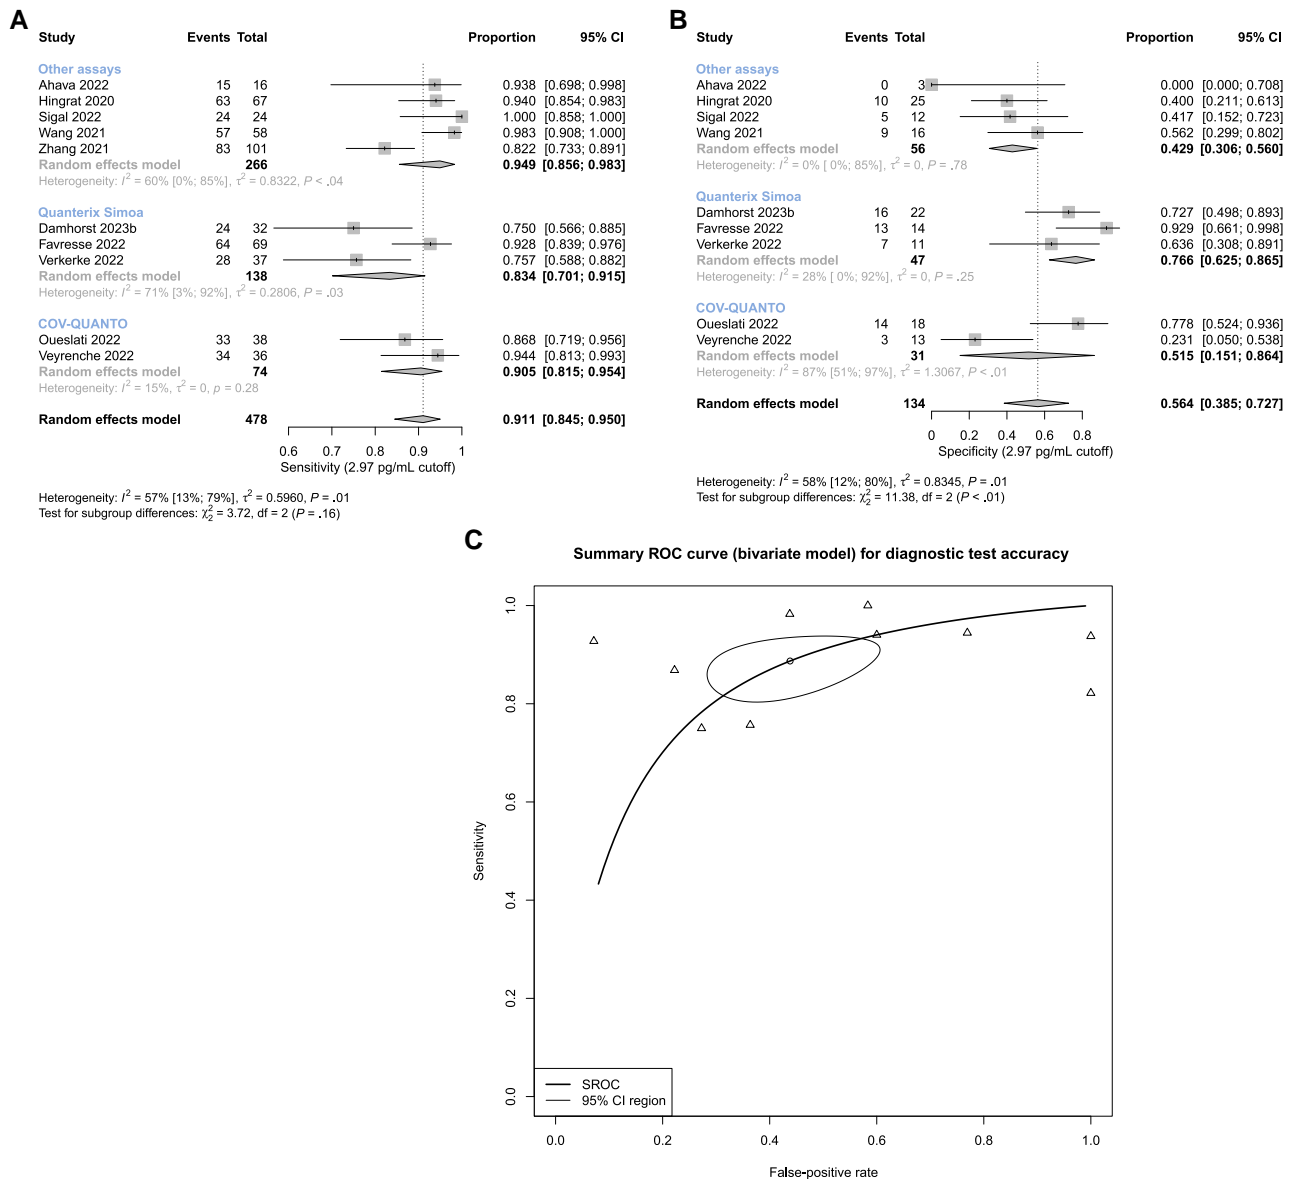 A
Study Events Total Proportion 95% CI
Other assays
Ahava 2022 15 16 0.938 [0.698; 0.998]
Hingrat 2020 63 67 0.940 [0.854; 0.983]
Sigal 2022 24 24 1.000 [0.858; 1.000]
Wang 2021 57 58 0.983 [0.908; 1.000]
Zhang 2021 83 101 0.822 [0.733; 0.891]
Random effects model 266 0.949 [0.856; 0.983]
Heterogeneity: I² = 60% [0%; 85%], τ² = 0.8322, P < .04
Quanterix Simoa
Damhorst 2023b 24 32 0.750 [0.566; 0.885]
Favresse 2022 64 69 0.928 [0.839; 0.976]
Verkerke 2022 28 37 0.757 [0.588; 0.882]
Random effects model 138 0.834 [0.701; 0.915]
Heterogeneity: I² = 71% [3%; 92%], τ² = 0.2806, P = .03
COV-QUANTO
Oueslati 2022 33 38 0.868 [0.719; 0.956]
Veyrenche 2022 34 36 0.944 [0.813; 0.993]
Random effects model 74 0.905 [0.815; 0.954]
Heterogeneity: I² = 15%, τ² = 0, p = 0.28
Random effects model 478 0.911 [0.845; 0.950]
0.6 0.7 0.8 0.9 1
Sensitivity (2.97 pg/mL cutoff)
Heterogeneity: I² = 57% [13%; 79%], τ² = 0.5960, P = .01
Test for subgroup differences: χ²₂ = 3.72, df = 2 (P = .16)
B
Study Events Total Proportion 95% CI
Other assays
Ahava 2022 0 3 0.000 [0.000; 0.708]
Hingrat 2020 10 25 0.400 [0.211; 0.613]
Sigal 2022 5 12 0.417 [0.152; 0.723]
Wang 2021 9 16 0.562 [0.299; 0.802]
Random effects model 56 0.429 [0.306; 0.560]
Heterogeneity: I² = 0% [ 0%; 85%], τ² = 0, P = .78
Quanterix Simoa
Damhorst 2023b 16 22 0.727 [0.498; 0.893]
Favresse 2022 13 14 0.929 [0.661; 0.998]
Verkerke 2022 7 11 0.636 [0.308; 0.891]
Random effects model 47 0.766 [0.625; 0.865]
Heterogeneity: I² = 28% [ 0%; 92%], τ² = 0, P = .25
COV-QUANTO
Oueslati 2022 14 18 0.778 [0.524; 0.936]
Veyrenche 2022 3 13 0.231 [0.050; 0.538]
Random effects model 31 0.515 [0.151; 0.864]
Heterogeneity: I² = 87% [51%; 97%], τ² = 1.3067, P < .01
Random effects model 134 0.564 [0.385; 0.727]
0 0.2 0.4 0.6 0.8
Specificity (2.97 pg/mL cutoff)
Heterogeneity: I² = 58% [12%; 80%], τ² = 0.8345, P = .01
Test for subgroup differences: χ²₂ = 11.38, df = 2 (P < .01)
C
Summary ROC curve (bivariate model) for diagnostic test accuracy
Sensitivity
1.0
0.8
0.6
0.4
0.2
0.0
SROC
95% CI region
0.0 0.2 0.4 0.6 0.8 1.0
False-positive rate